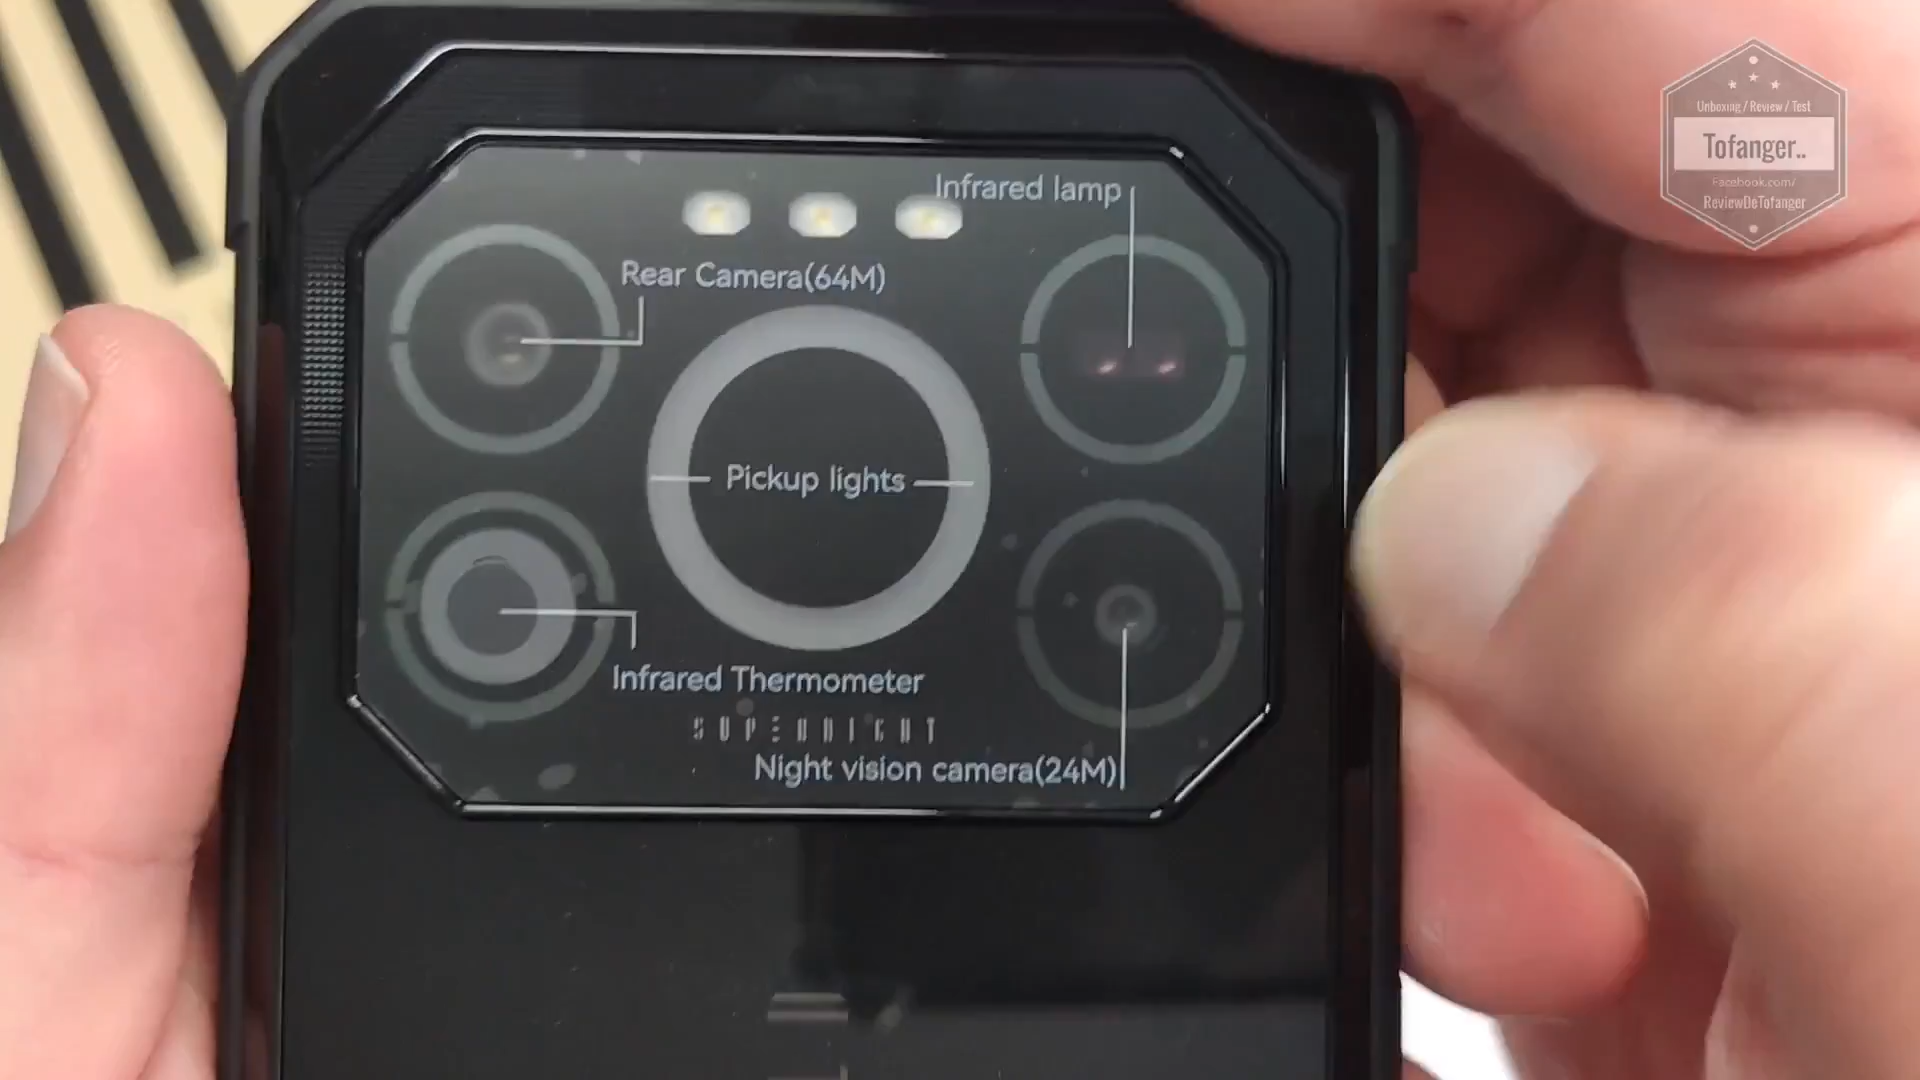 Infrared lamp
Rear Camera(64M)
Pickup lights
Infrared Thermometer
SUPERNIGHT
Night vision camera(24M)
Unboxing / Review / Test
Tofanger..
Facebook.com/
ReviewDeTofanger